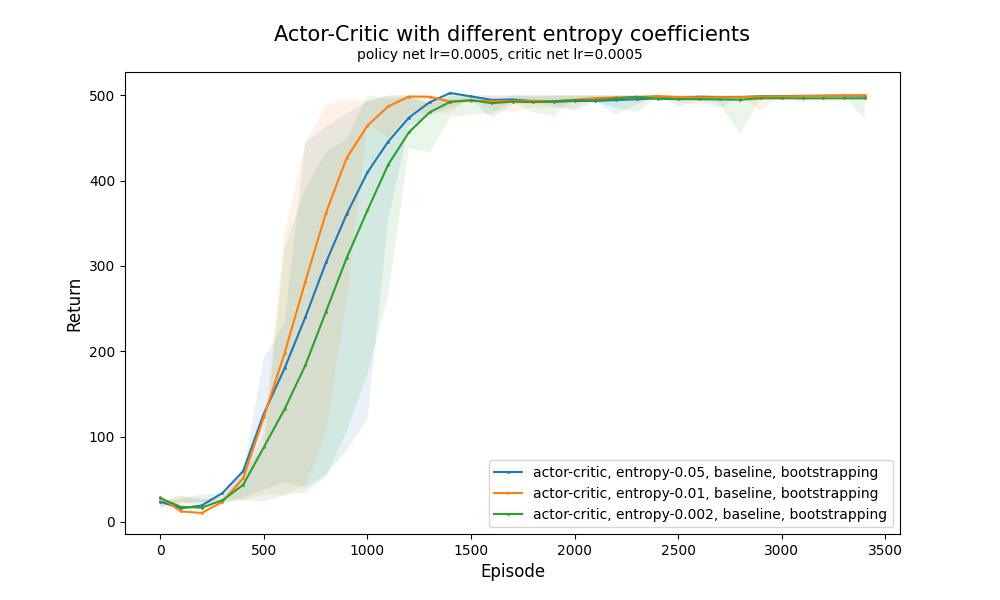 Actor-Critic with different entropy coefficients
policy net lr=0.0005, critic net lr=0.0005
500
400
300
200
100
0
Return
actor-critic, entropy-0.05, baseline, bootstrapping
actor-critic, entropy-0.01, baseline, bootstrapping
actor-critic, entropy-0.002, baseline, bootstrapping
0 500 1000 1500 2000 2500 3000 3500
Episode